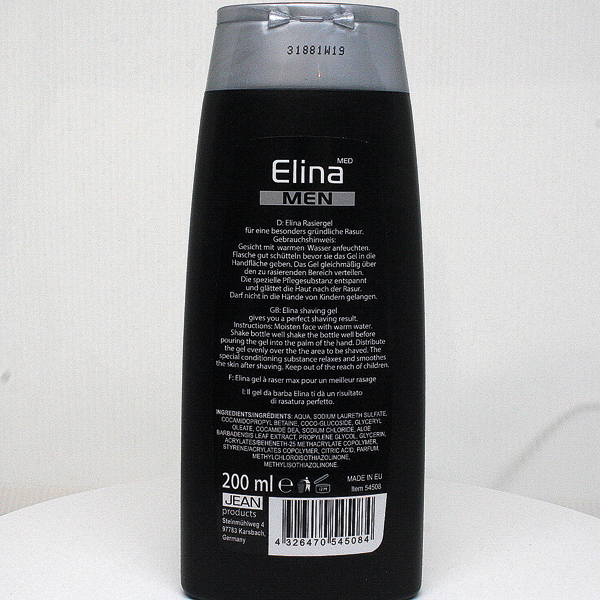 31881W19
Elina MED
MEN
D: Elina Rasiergel
für eine besonders gründliche Rasur.
Gebrauchshinweis:
Gesicht mit warmen Wasser anfeuchten.
Flasche gut schütteln bevor sie das Gel in die
Handfläche geben. Das Gel gleichmäßig über
den zu rasierenden Bereich verteilen.
Die spezielle Pflegesubstanz entspannt
und glättet die Haut nach der Rasur.
Darf nicht in die Hände von Kindern gelangen.
GB: Elina shaving gel
gives you a perfect shaving result.
Instructions: Moisten face with warm water.
Shake bottle well shake the bottle well before
pouring the gel into the palm of the hand. Distribute
the gel evenly over the the area to be shaved. The
special conditioning substance relaxes and smoothes
the skin after shaving. Keep out of the reach of children.
F: Elina gel à raser max pour un meilleur rasage
I: Il gel da barba Elina ti dà un risultato
di rasatura perfetto.
INGREDIENTS/INGRÉDIENTS: AQUA, SODIUM LAURETH SULFATE,
COCAMIDOPROPYL BETAINE, COCO-GLUCOSIDE, GLYCERYL
OLEATE, COCAMIDE DEA, SODIUM CHLORIDE, ALOE
BARBADENSIS LEAF EXTRACT, PROPYLENE GLYCOL, GLYCERIN,
ACRYLATES/BEHENETH-25 METHACRYLATE COPOLYMER,
STYRENE/ACRYLATES COPOLYMER, CITRIC ACID, PARFUM,
METHYLCHLOROISOTHIAZOLINONE,
METHYLISOTHIAZOLINONE.
200 ml e 12M
MADE IN EU
Item 54508
JEAN
products
Steinmühlweg 4
97783 Karsbach,
Germany
4 326470 545084